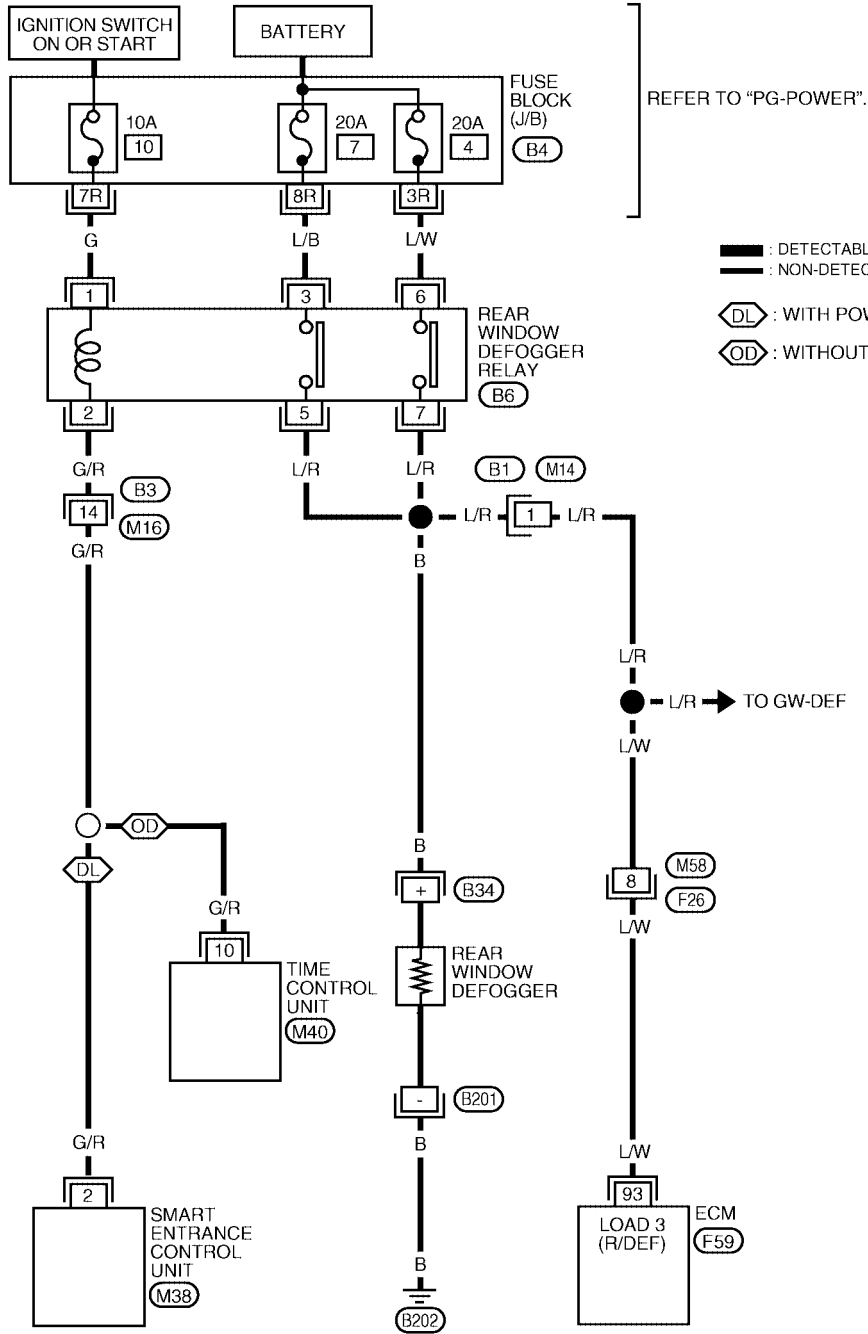 IGNITION SWITCH
ON OR START
BATTERY
REFER TO "PG-POWER".
FUSE
BLOCK
(J/B)
B4
10A
10
20A
7
20A
4
7R
8R
3R
G
L/B
L/W
: DETECTABL
: NON-DETEC
DL : WITH POW
OD : WITHOUT
1
3
6
REAR
WINDOW
DEFOGGER
RELAY
B6
2
5
7
G/R
L/R
L/R
B1
M14
B3
14
M16
L/R
1
L/R
G/R
B
L/R
L/R
TO GW-DEF
L/W
OD
DL
B
M58
8
F26
+
B34
G/R
L/W
10
TIME
CONTROL
UNIT
M40
REAR
WINDOW
DEFOGGER
-
B201
G/R
B
L/W
2
93
SMART
ENTRANCE
CONTROL
UNIT
M38
LOAD 3
(R/DEF)
ECM
F59
B
B202